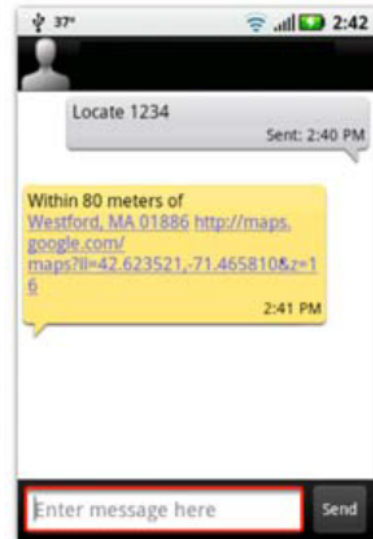 37° 2:42
Locate 1234
Sent: 2:40 PM
Within 80 meters of
Westford, MA 01886 http://maps.
google.com/
maps?ll=42.623521,-71.465810&z=1
6
2:41 PM
Enter message here Send